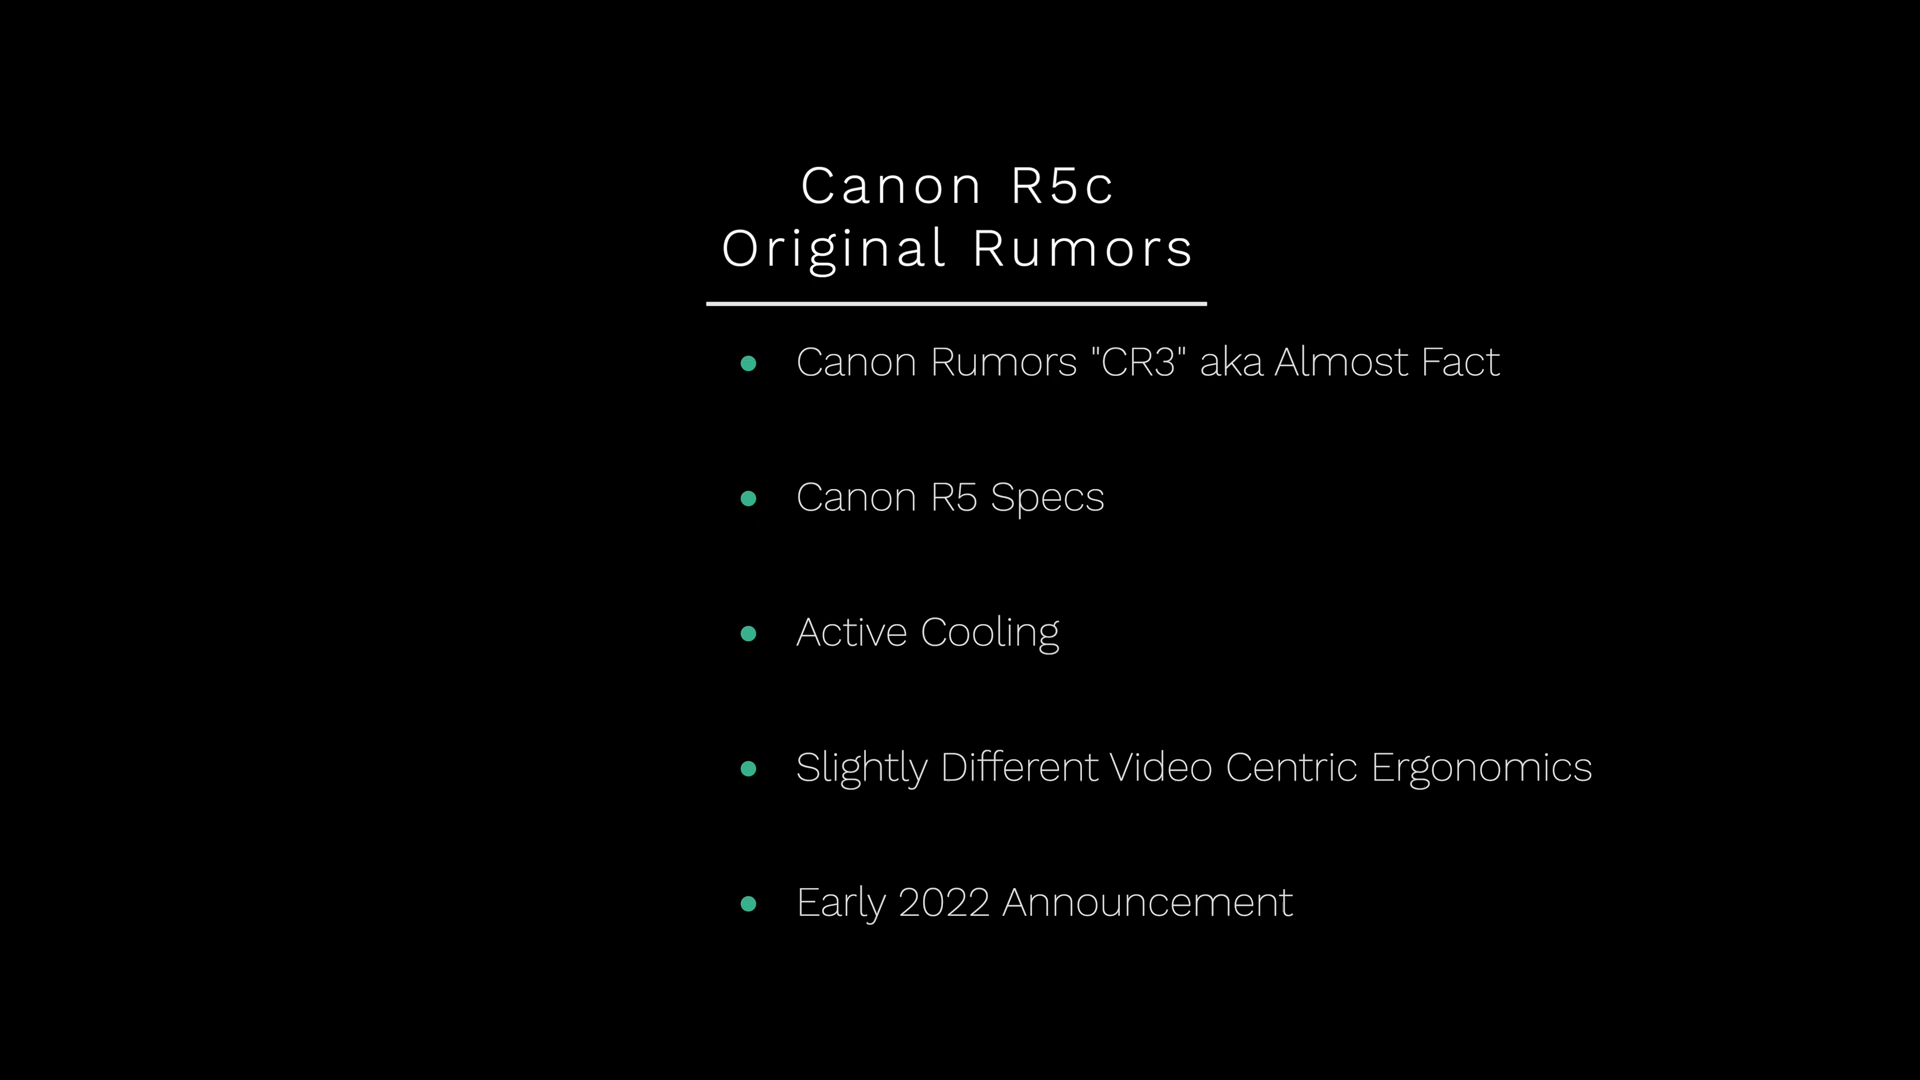 Canon R5c
Original Rumors
Canon Rumors "CR3" aka Almost Fact
Canon R5 Specs
Active Cooling
Slightly Different Video Centric Ergonomics
Early 2022 Announcement